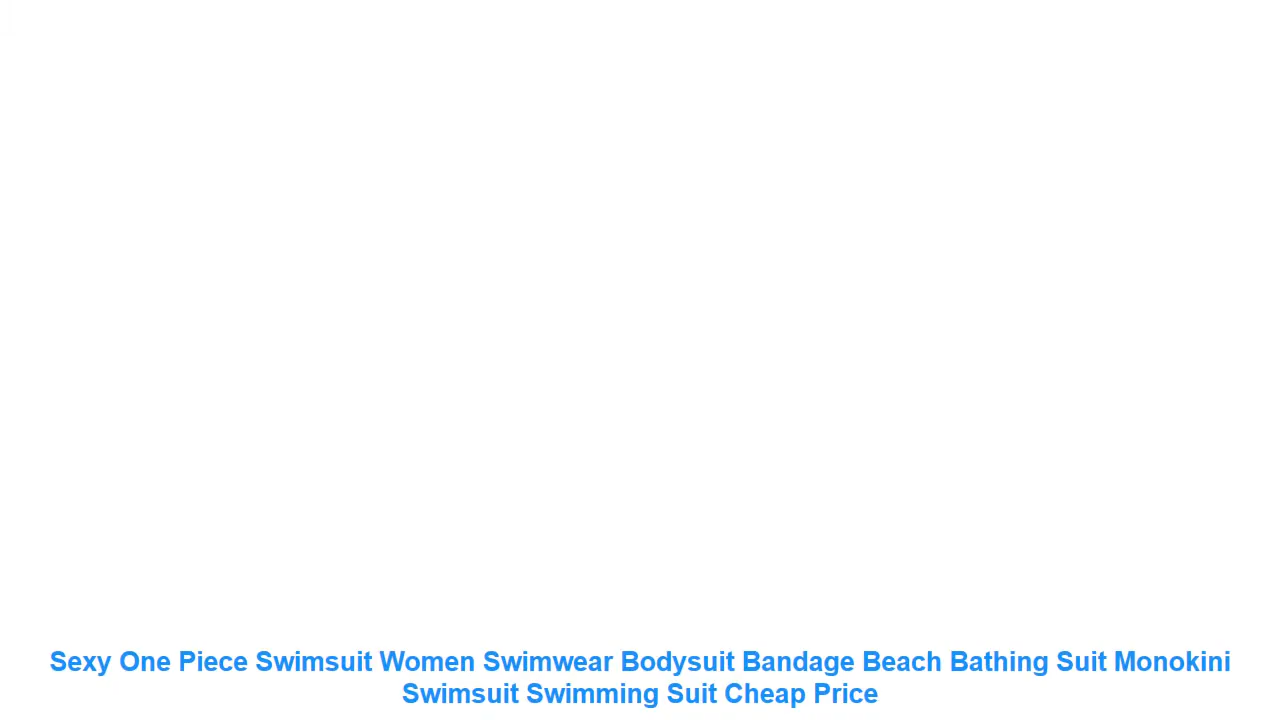 Sexy One Piece Swimsuit Women Swimwear Bodysuit Bandage Beach Bathing Suit Monokini
Swimsuit Swimming Suit Cheap Price